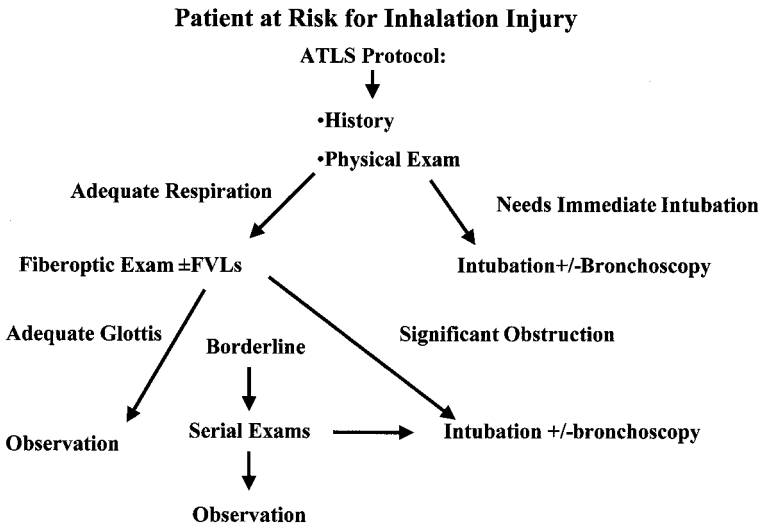 Patient at Risk for Inhalation Injury
ATLS Protocol:
•History
•Physical Exam
Adequate Respiration
Needs Immediate Intubation
Fiberoptic Exam ±FVLs
Intubation+/-Bronchoscopy
Adequate Glottis
Borderline
Significant Obstruction
Observation
Serial Exams
Intubation +/-bronchoscopy
Observation